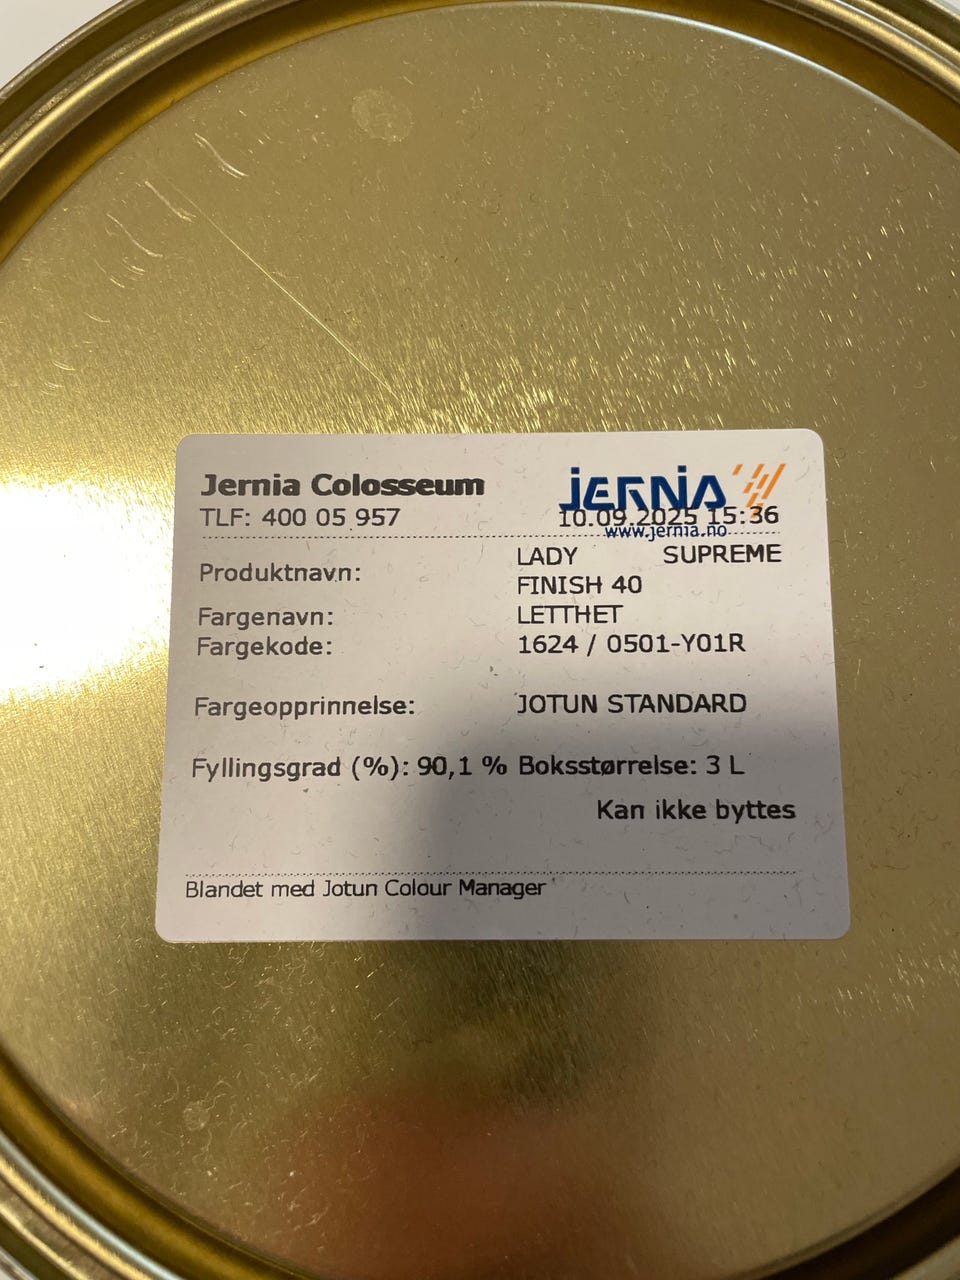 Jernia Colosseum
JERNIA
TLF: 400 05 957
10.09.2025 15:36
www.jernia.no
Produktnavn: LADY SUPREME
FINISH 40
Fargenavn: LETTHET
Fargekode: 1624 / 0501-Y01R
Fargeopprinnelse: JOTUN STANDARD
Fyllingsgrad (%): 90,1 % Boksstørrelse: 3 L
Kan ikke byttes
Blandet med Jotun Colour Manager